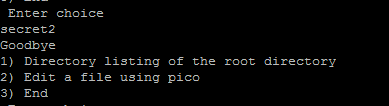 Enter choice
secret2
Goodbye
1) Directory listing of the root directory
2) Edit a file using pico
3) End